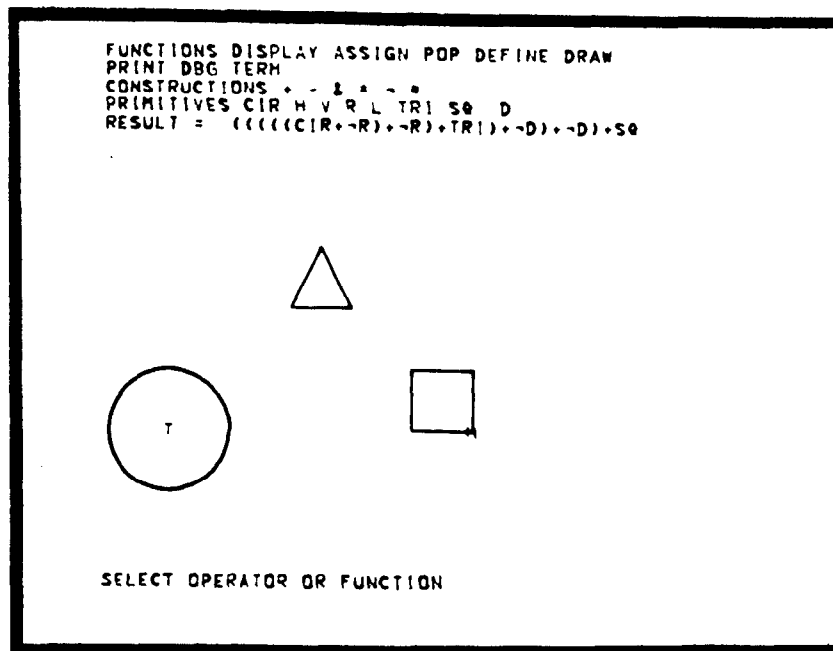 FUNCTIONS DISPLAY ASSIGN POP DEFINE DRAW
PRINT DBG TERM
CONSTRUCTIONS + - & * ¬
PRIMITIVES CIR H V R L TRI SQ D
RESULT = (((((CIR+¬R)+¬R)+TRI)+¬D)+¬D)+SQ
T
SELECT OPERATOR OR FUNCTION